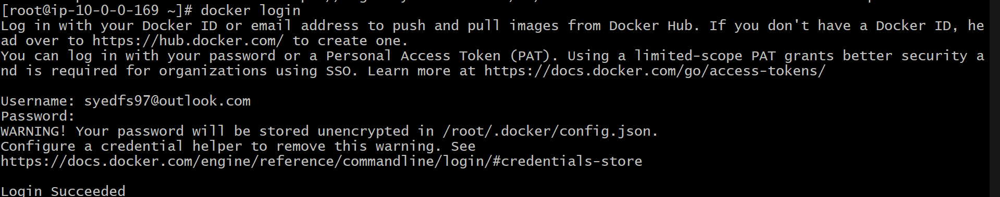 [root@ip-10-0-0-169 ~]# docker login
Log in with your Docker ID or email address to push and pull images from Docker Hub. If you don't have a Docker ID, he
ad over to https://hub.docker.com/ to create one.
You can log in with your password or a Personal Access Token (PAT). Using a limited-scope PAT grants better security a
nd is required for organizations using SSO. Learn more at https://docs.docker.com/go/access-tokens/

Username: syedfs97@outlook.com
Password:
WARNING! Your password will be stored unencrypted in /root/.docker/config.json.
Configure a credential helper to remove this warning. See
https://docs.docker.com/engine/reference/commandline/login/#credentials-store

Login Succeeded